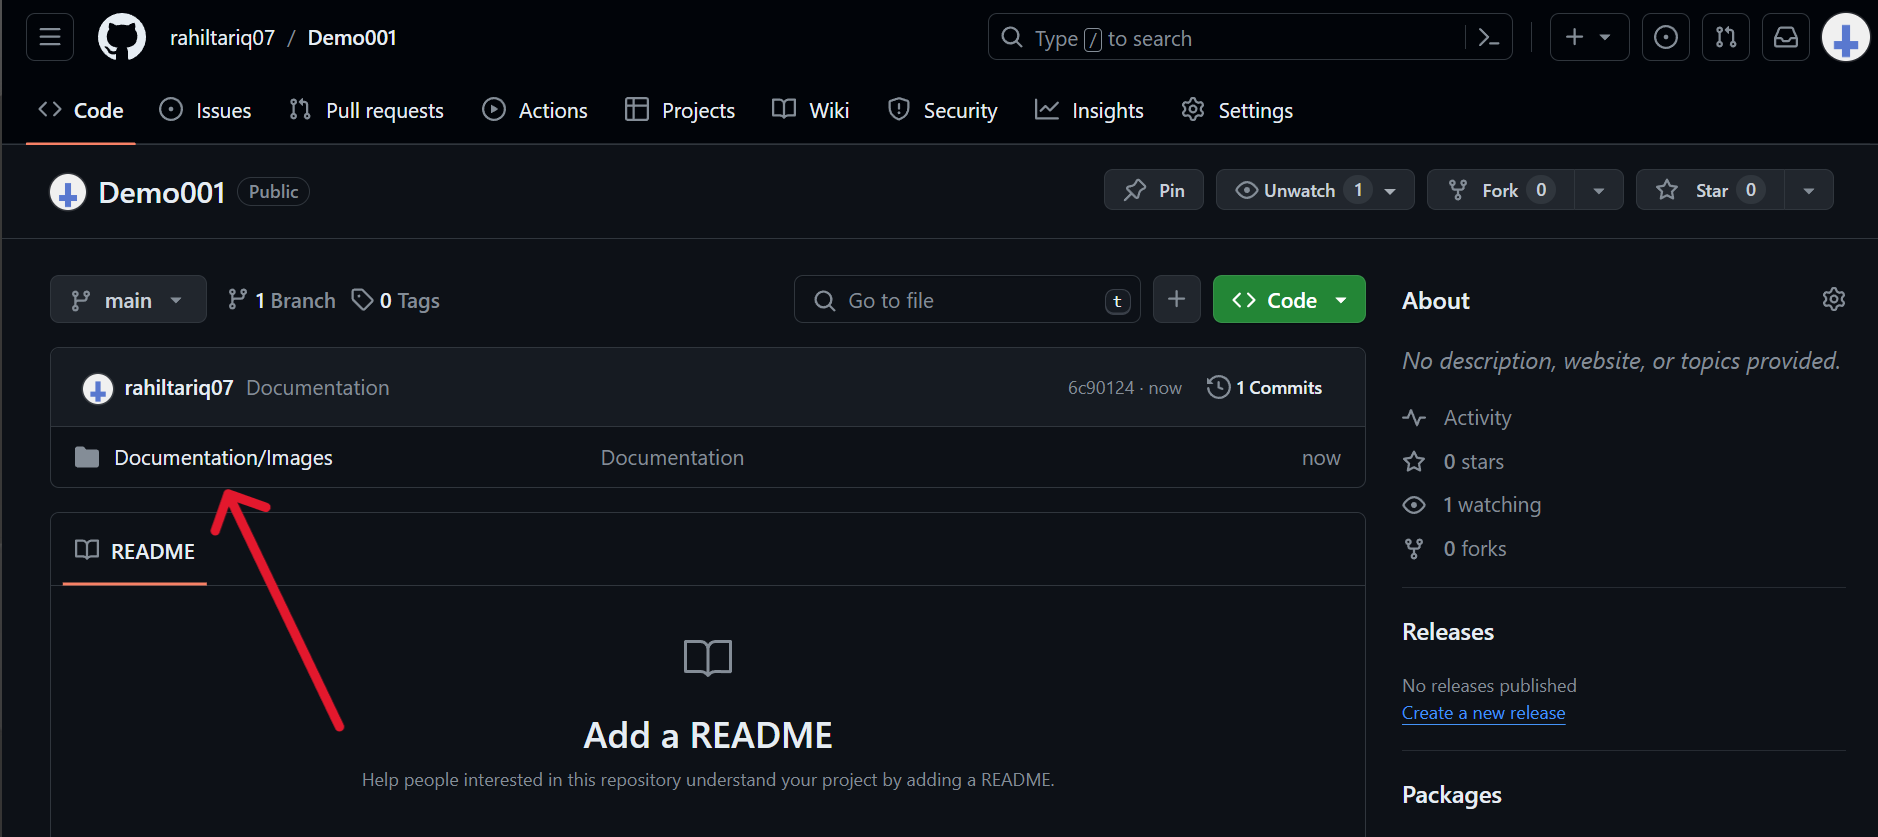 rahiltariq07 / Demo001
Type / to search
Code Issues Pull requests Actions Projects Wiki Security Insights Settings
Demo001 Public
Pin Unwatch 1 Fork 0 Star 0
main 1 Branch 0 Tags Go to file t Code
About
No description, website, or topics provided.
rahiltariq07 Documentation 6c90124 · now 1 Commits
Documentation/Images Documentation now
Activity
0 stars
1 watching
0 forks
README
Add a README
Help people interested in this repository understand your project by adding a README.
Releases
No releases published
Create a new release
Packages